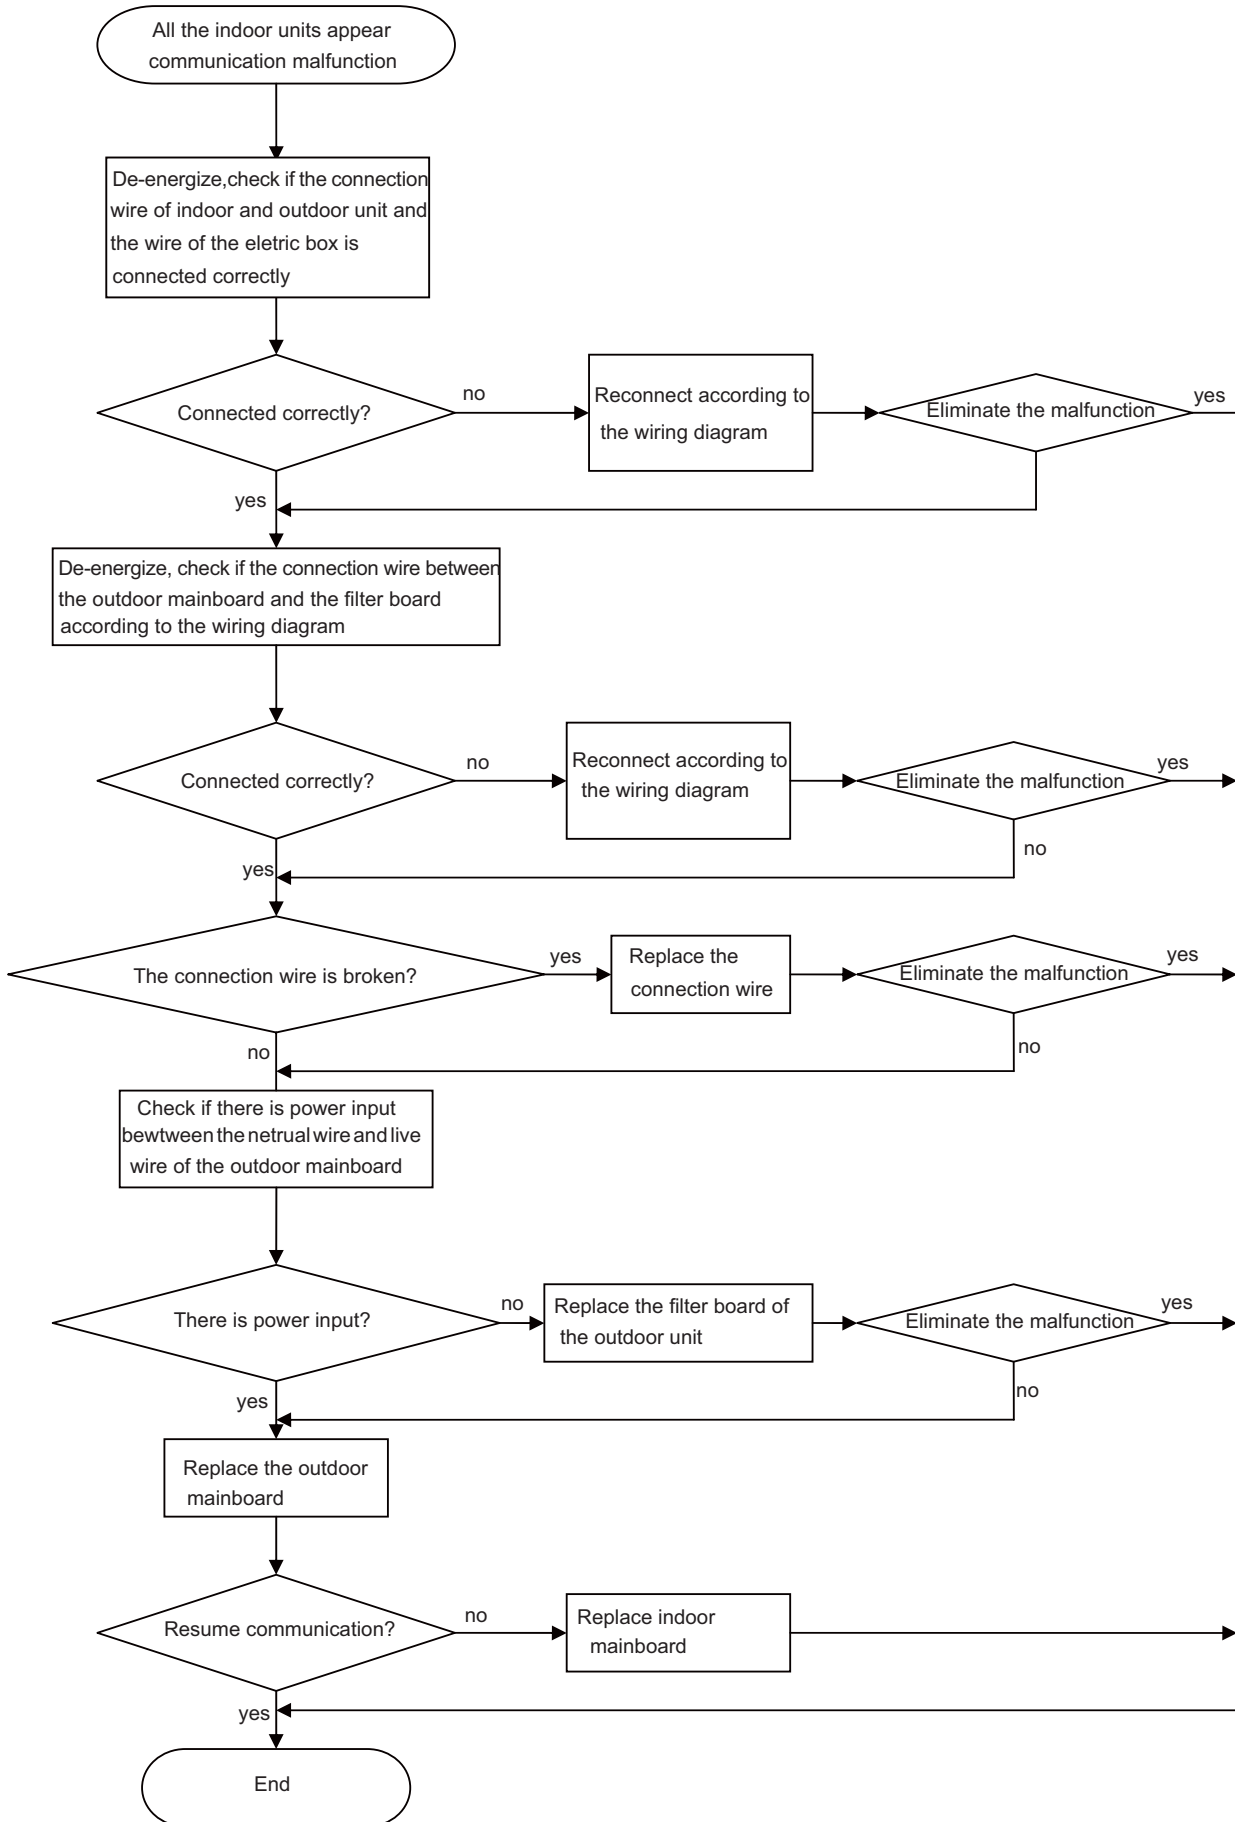 All the indoor units appear
communication malfunction
De-energize,check if the connection
wire of indoor and outdoor unit and
the wire of the eletric box is
connected correctly
Connected correctly?
no
Reconnect according to
the wiring diagram
Eliminate the malfunction
yes
yes
De-energize, check if the connection wire between
the outdoor mainboard and the filter board
according to the wiring diagram
Connected correctly?
no
Reconnect according to
the wiring diagram
Eliminate the malfunction
yes
no
yes
The connection wire is broken?
yes
Replace the
connection wire
Eliminate the malfunction
yes
no
no
Check if there is power input
bewtween the netrual wire and live
wire of the outdoor mainboard
There is power input?
no
Replace the filter board of
the outdoor unit
Eliminate the malfunction
yes
no
yes
Replace the outdoor
mainboard
Resume communication?
no
Replace indoor
mainboard
yes
End